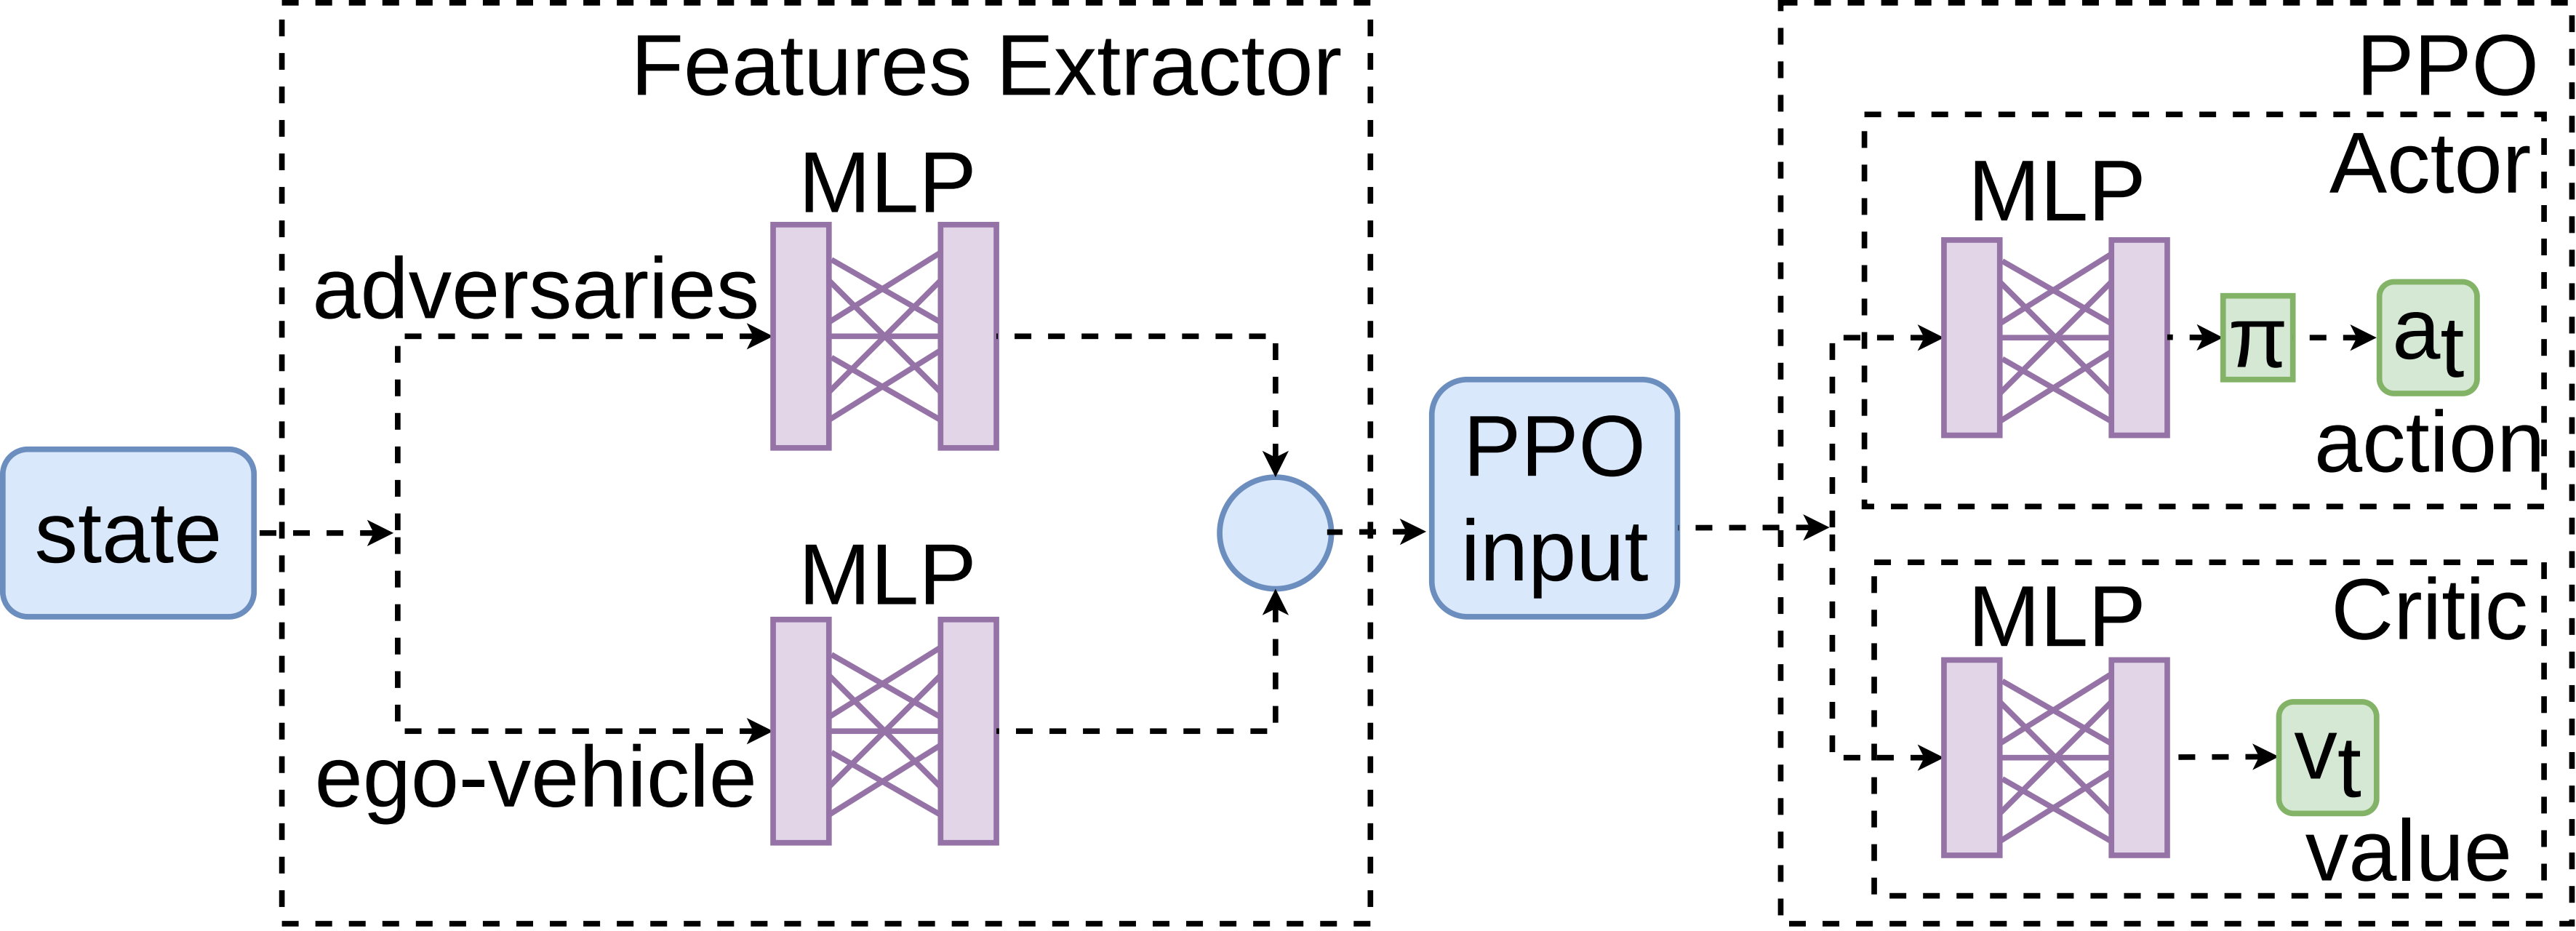 Features Extractor
MLP
adversaries
state
MLP
ego-vehicle
PPO
input
PPO
Actor
MLP
π
at
action
Critic
MLP
vt
value